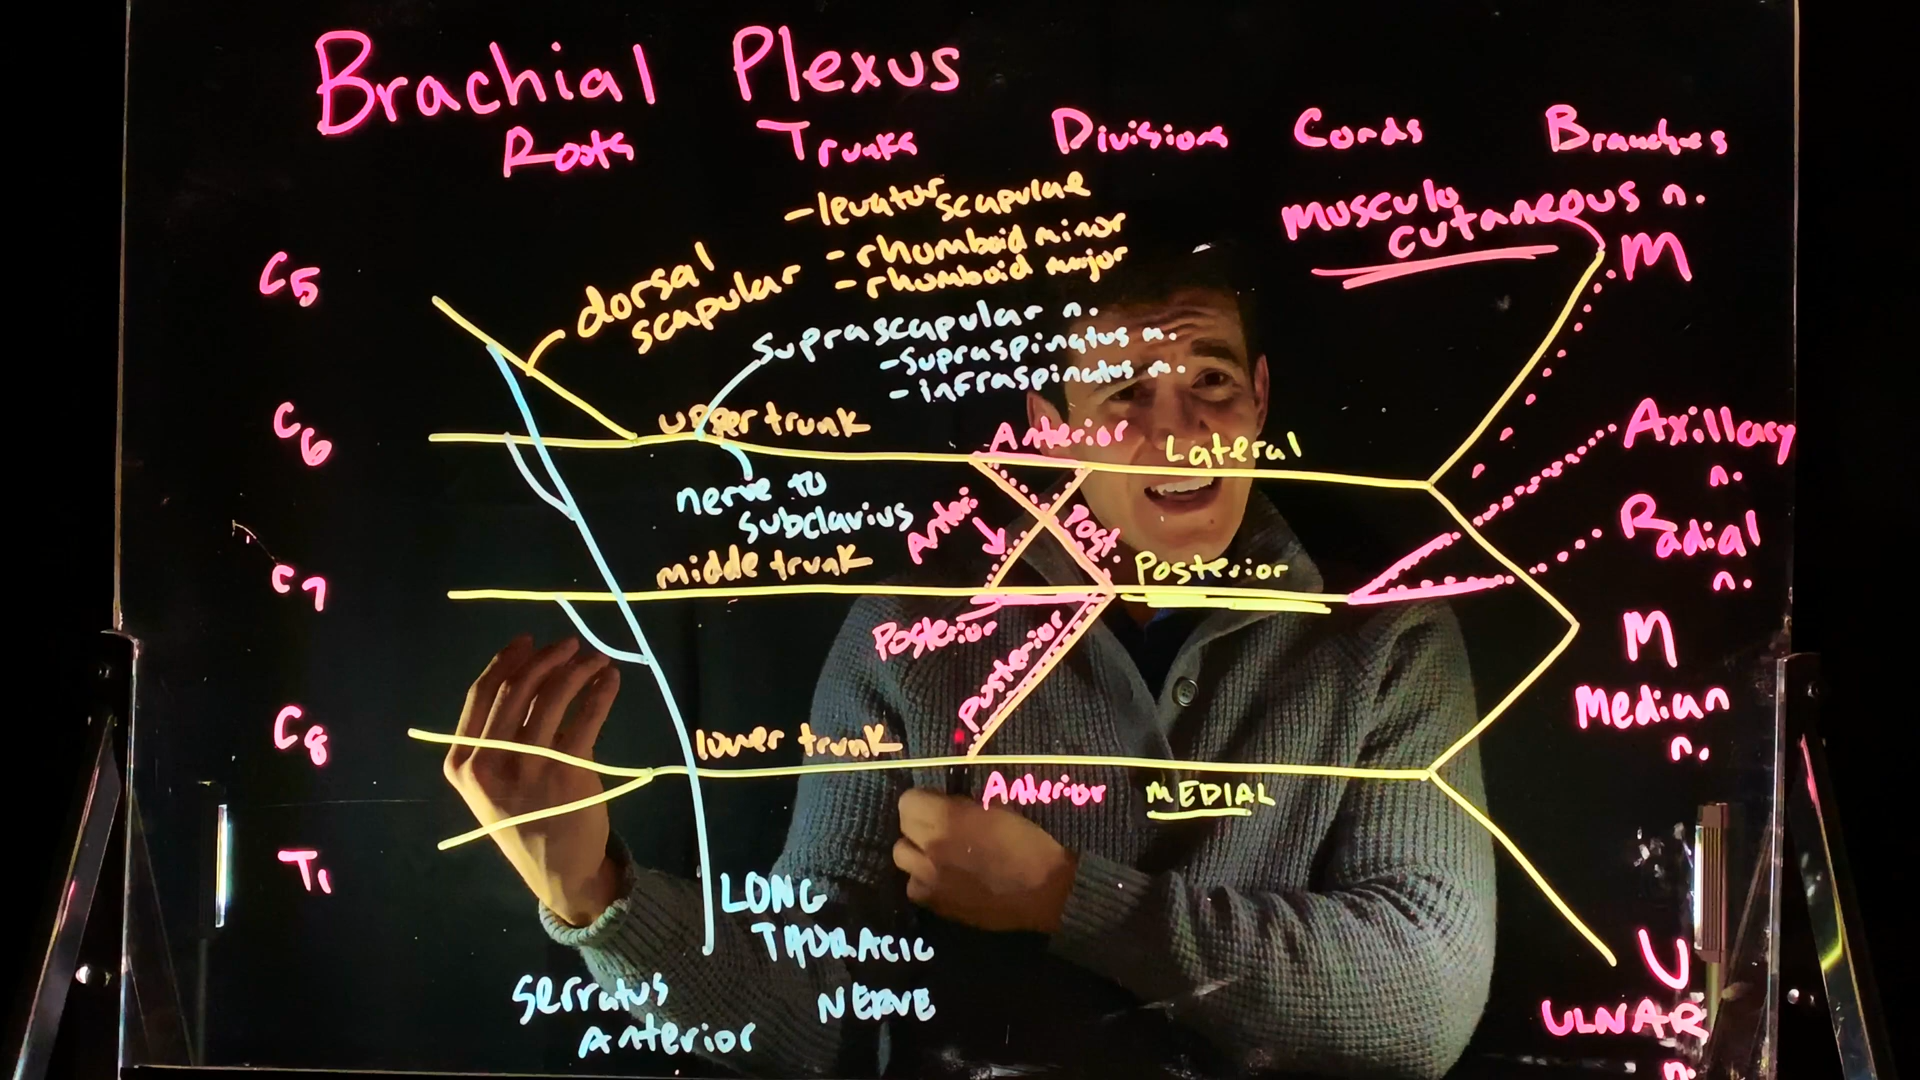 Brachial Plexus
Roots Trunks Divisions Cords Branches
- levator scapulae
- rhomboid minor
- rhomboid major
dorsal
scapular
musculo
cutaneous n.
M
C5
suprascapular n.
- supraspinatus m.
- infraspinatus m.
C6
upper trunk
Anterior
Lateral
Axillary
n.
nerve to
subclavius
Anteri.
Post.
Radial
n.
C7
middle trunk
Posterior
Posterior
Posterior
M
Median
n.
C8
lower trunk
Anterior
MEDIAL
T1
LONG
THORACIC
NERVE
serratus
Anterior
U
ULNAR
n.